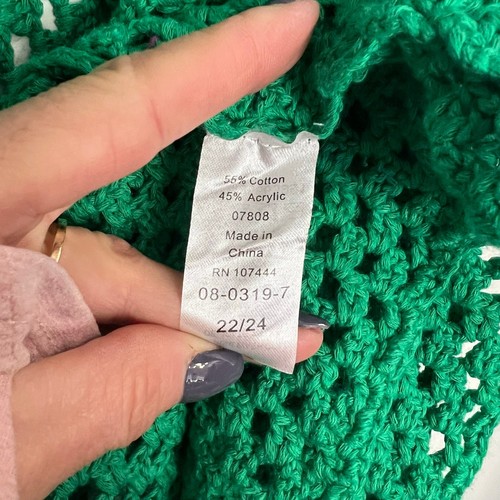 55% Cotton
45% Acrylic
07808
Made in
China
RN 107444
08-0319-7
22/24